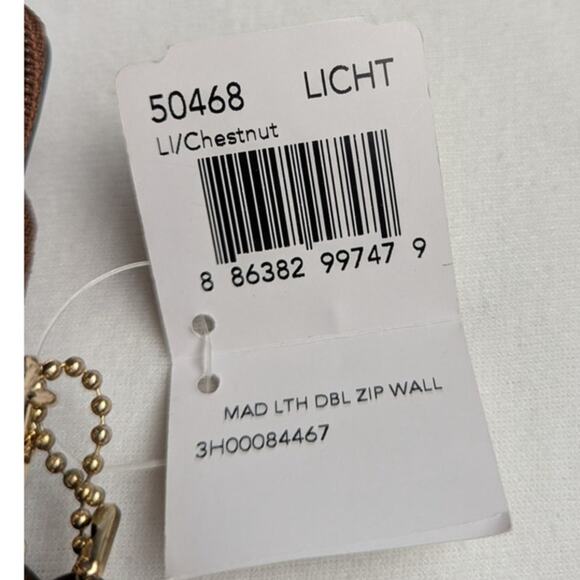 50468 LICHT
LI/Chestnut
8 86382 99747 9
MAD LTH DBL ZIP WALL
3H00084467